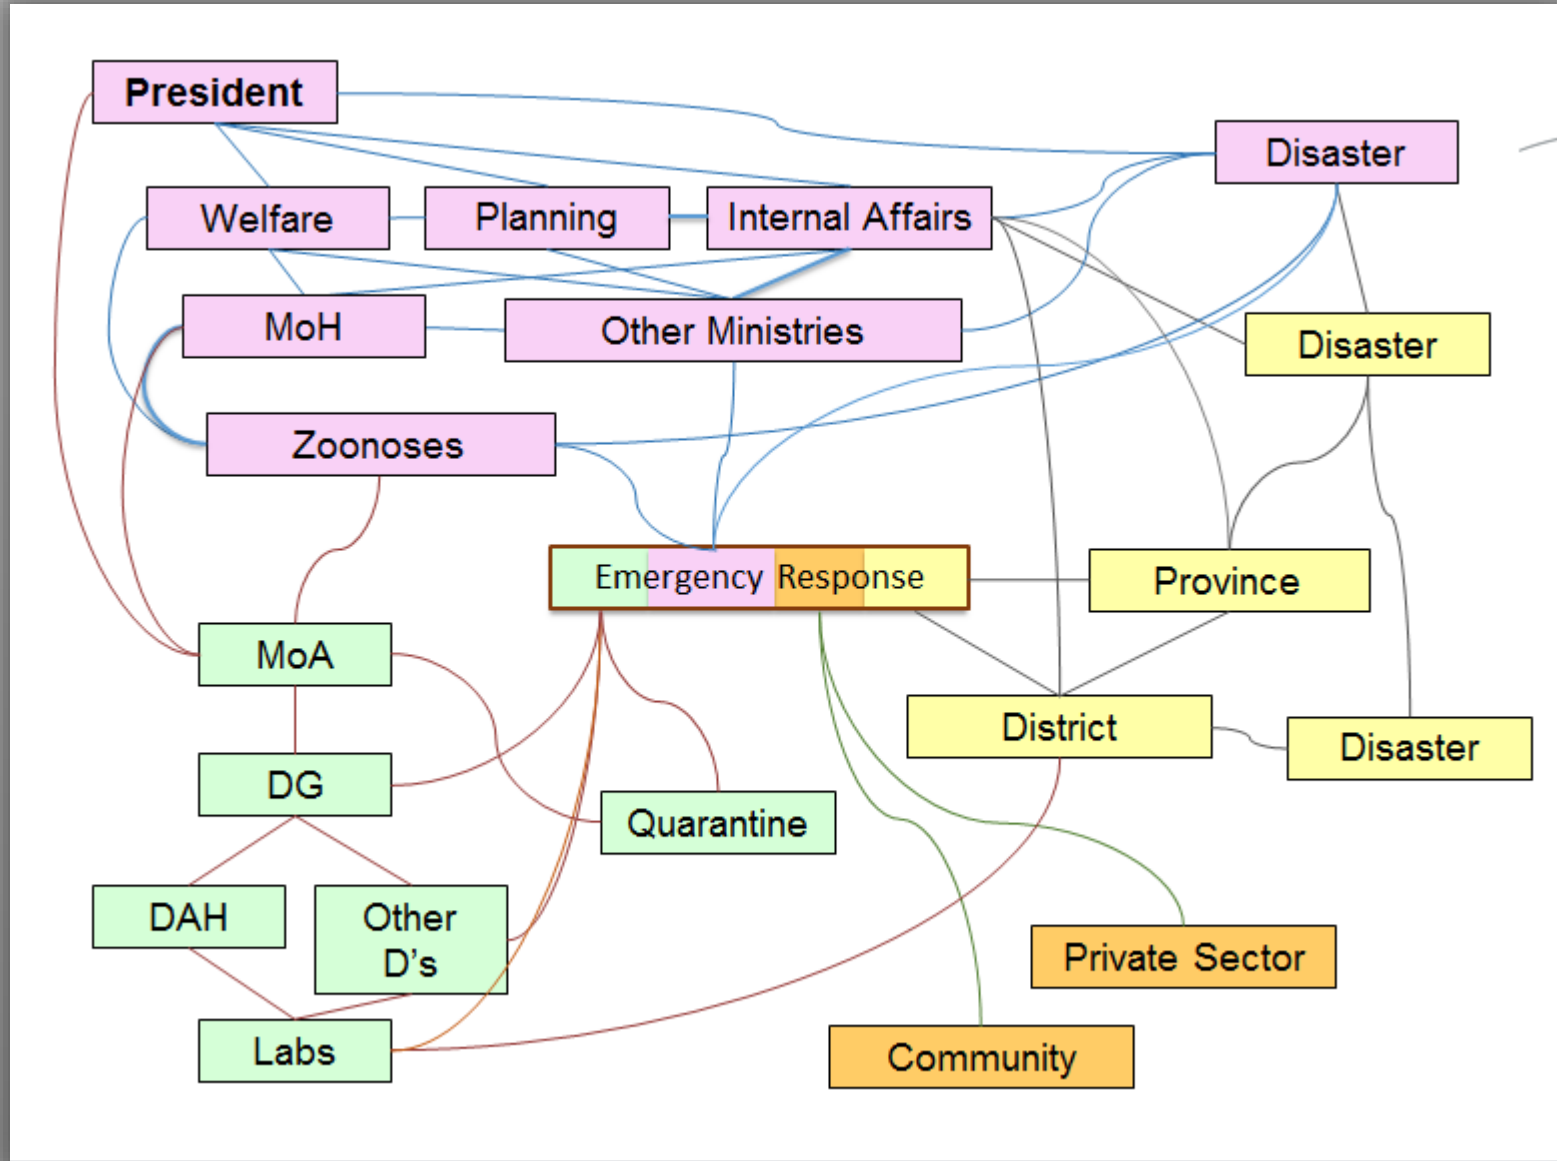 President
Disaster
Welfare
Planning
Internal Affairs
MoH
Other Ministries
Disaster
Zoonoses
Emergency Response
Province
MoA
District
Disaster
DG
Quarantine
DAH
Other
D's
Private Sector
Labs
Community